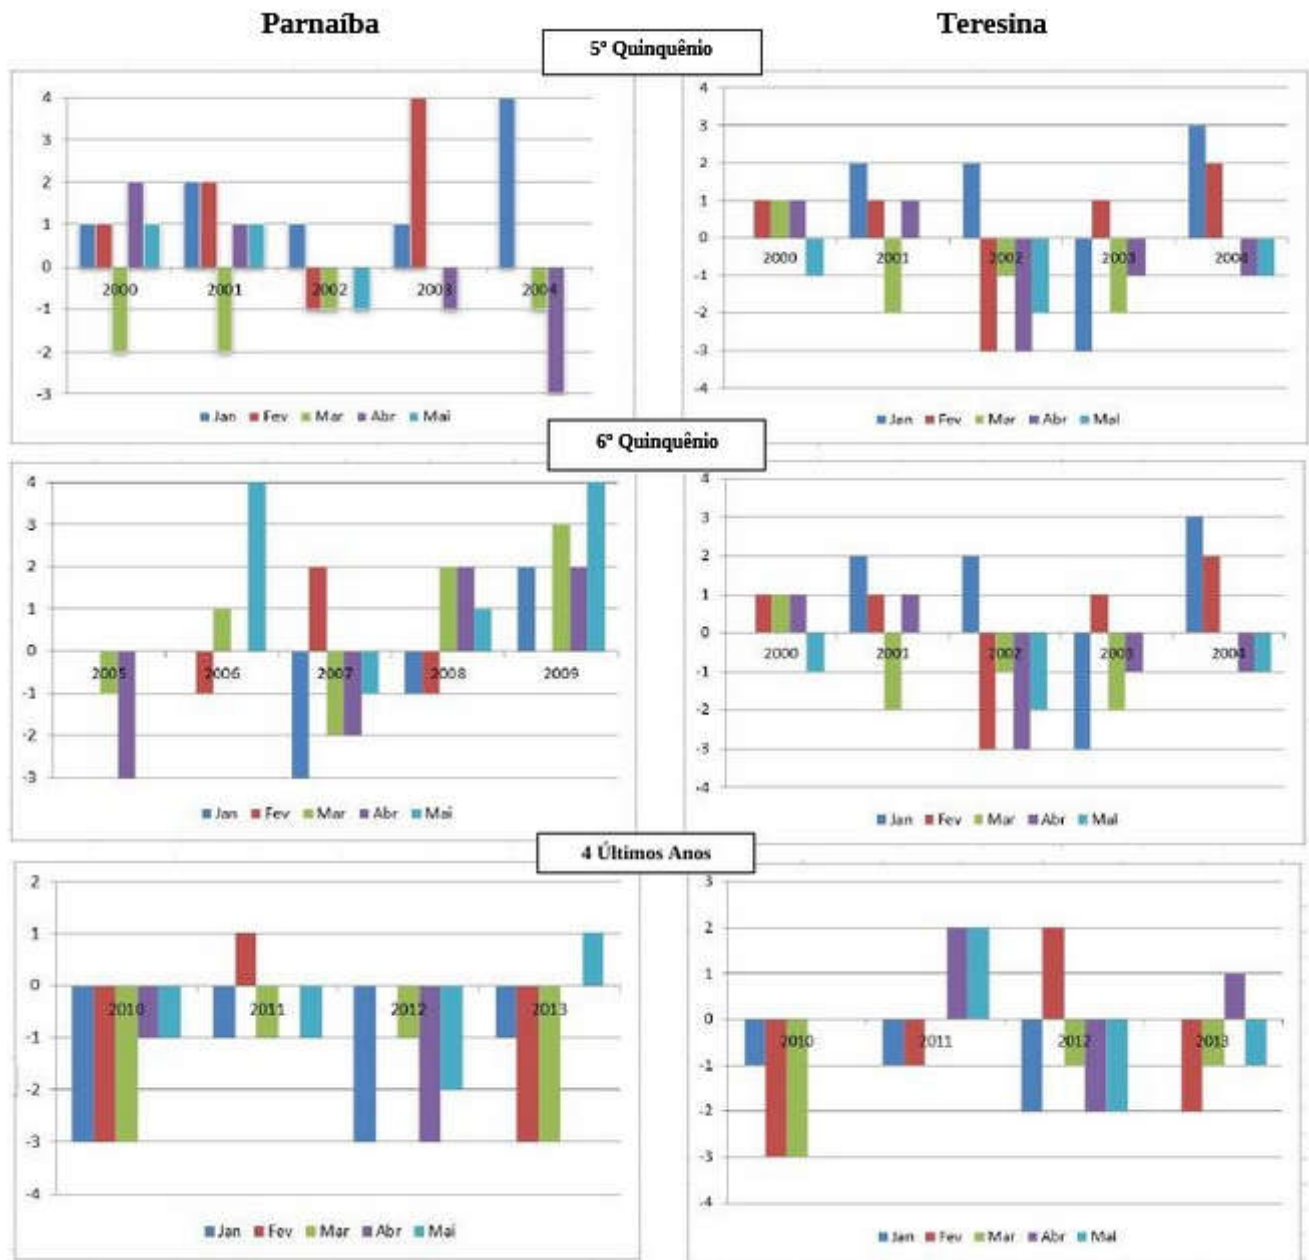 Parnaíba
Teresina
5º Quinquênio
4
3
2
1
0
-1
-2
-3
2000 2001 2002 2003 2004
Jan Fev Mar Abr Mai
4
3
2
1
0
-1
-2
-3
-4
2000 2001 2002 2003 2004
Jan Fev Mar Abr Mai
6º Quinquênio
4
3
2
1
0
-1
-2
-3
2005 2006 2007 2008 2009
Jan Fev Mar Abr Mai
4
3
2
1
0
-1
-2
-3
-4
2000 2001 2002 2003 2004
Jan Fev Mar Abr Mai
4 Últimos Anos
2
1
0
-1
-2
-3
-4
2010 2011 2012 2013
Jan Fev Mar Abr Mai
3
2
1
0
-1
-2
-3
-4
2010 2011 2012 2013
Jan Fev Mar Abr Mai